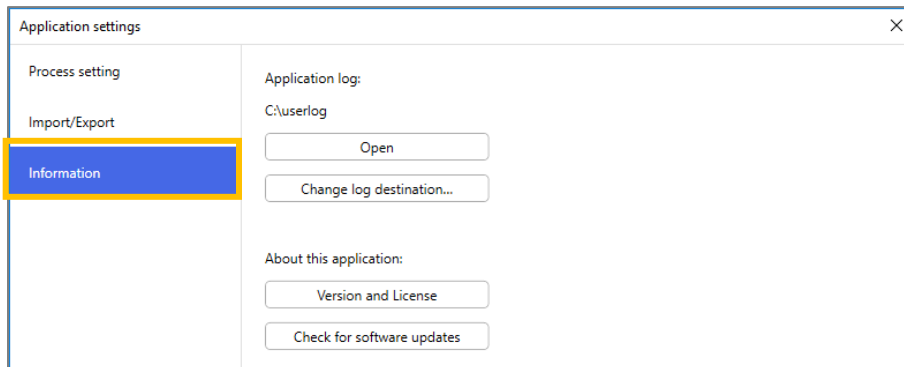 Application settings
Process setting
Import/Export
Information
Application log:
C:\userlog
Open
Change log destination...
About this application:
Version and License
Check for software updates